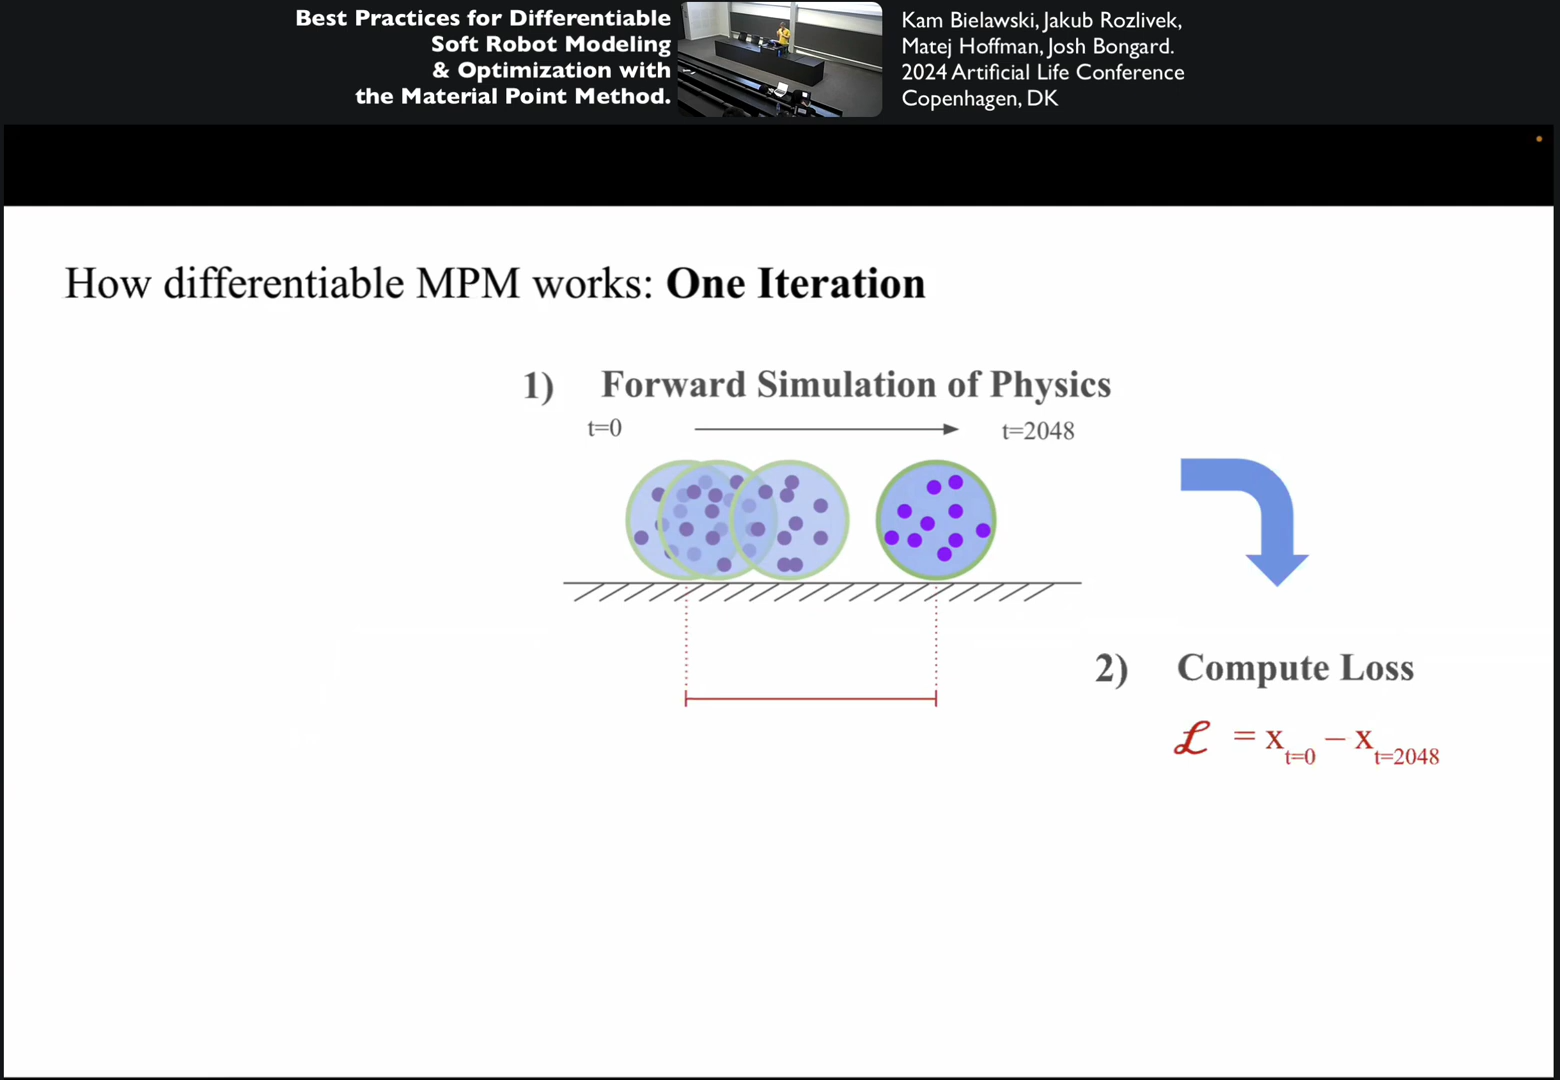 Best Practices for Differentiable
Soft Robot Modeling
& Optimization with
the Material Point Method.
Kam Bielawski, Jakub Rozlivek,
Matej Hoffman, Josh Bongard.
2024 Artificial Life Conference
Copenhagen, DK
How differentiable MPM works: One Iteration
1) Forward Simulation of Physics
t=0
t=2048
2) Compute Loss
ℒ = x_{t=0} − x_{t=2048}